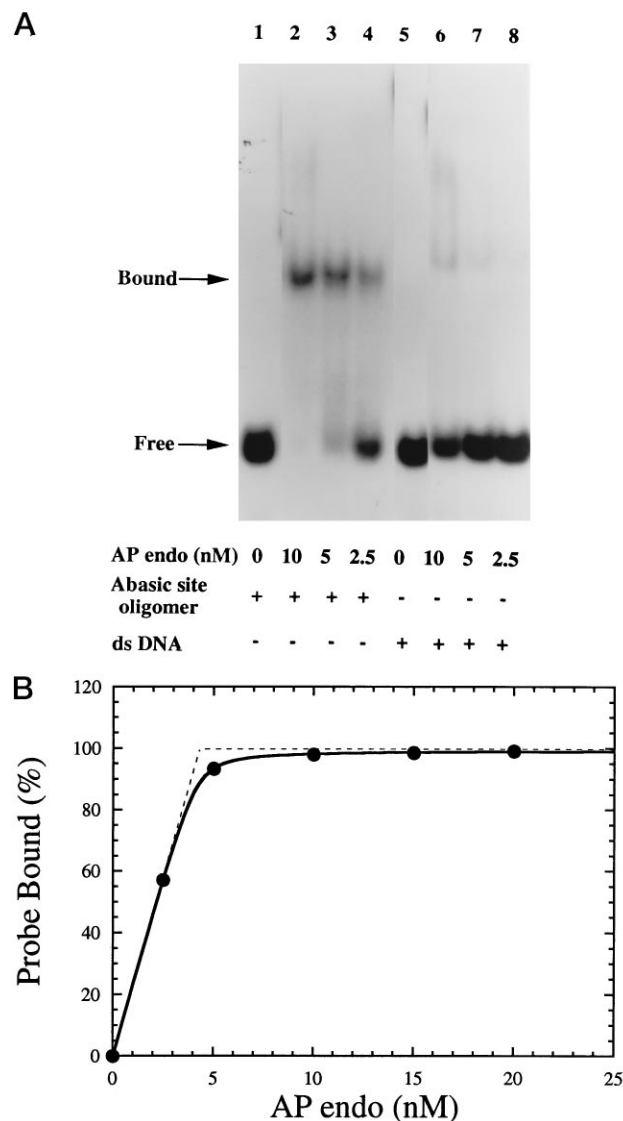 A
1 2 3 4 5 6 7 8
Bound
Free
AP endo (nM) 0 10 5 2.5 0 10 5 2.5
Abasic site
oligomer + + + + - - - -
ds DNA - - - - + + + +
B
120
100
80
60
40
20
0
Probe Bound (%)
0 5 10 15 20 25
AP endo (nM)